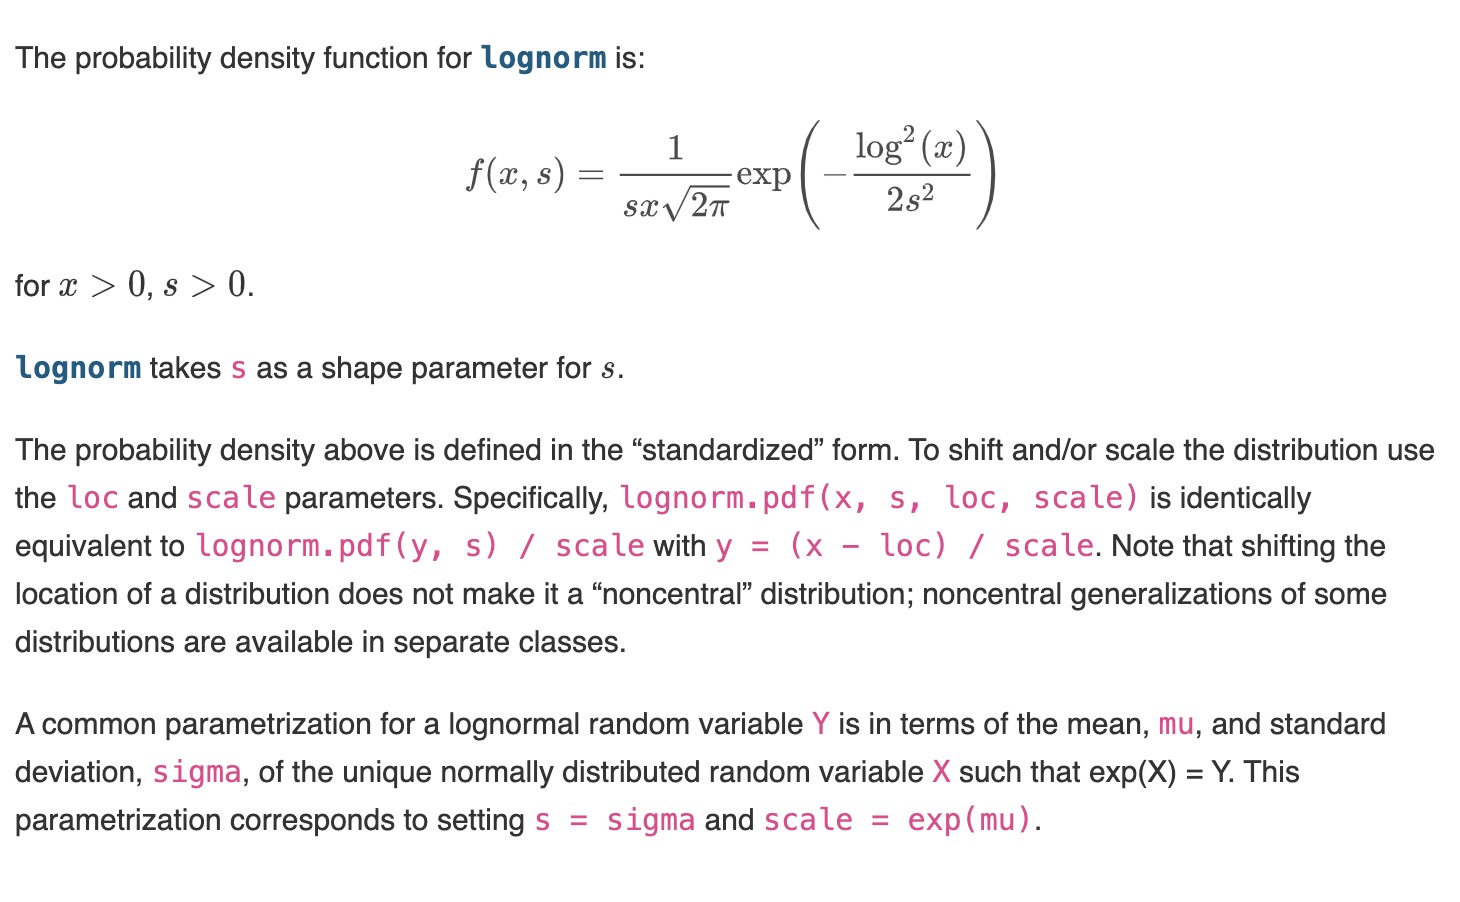 The probability density function for lognorm is:
f(x, s) = \frac{1}{sx\sqrt{2\pi}} \exp\left(-\frac{\log^2(x)}{2s^2}\right)
for x > 0, s > 0.
lognorm takes s as a shape parameter for s.
The probability density above is defined in the “standardized” form. To shift and/or scale the distribution use
the loc and scale parameters. Specifically, lognorm.pdf(x, s, loc, scale) is identically
equivalent to lognorm.pdf(y, s) / scale with y = (x - loc) / scale. Note that shifting the
location of a distribution does not make it a “noncentral” distribution; noncentral generalizations of some
distributions are available in separate classes.
A common parametrization for a lognormal random variable Y is in terms of the mean, mu, and standard
deviation, sigma, of the unique normally distributed random variable X such that exp(X) = Y. This
parametrization corresponds to setting s = sigma and scale = exp(mu).